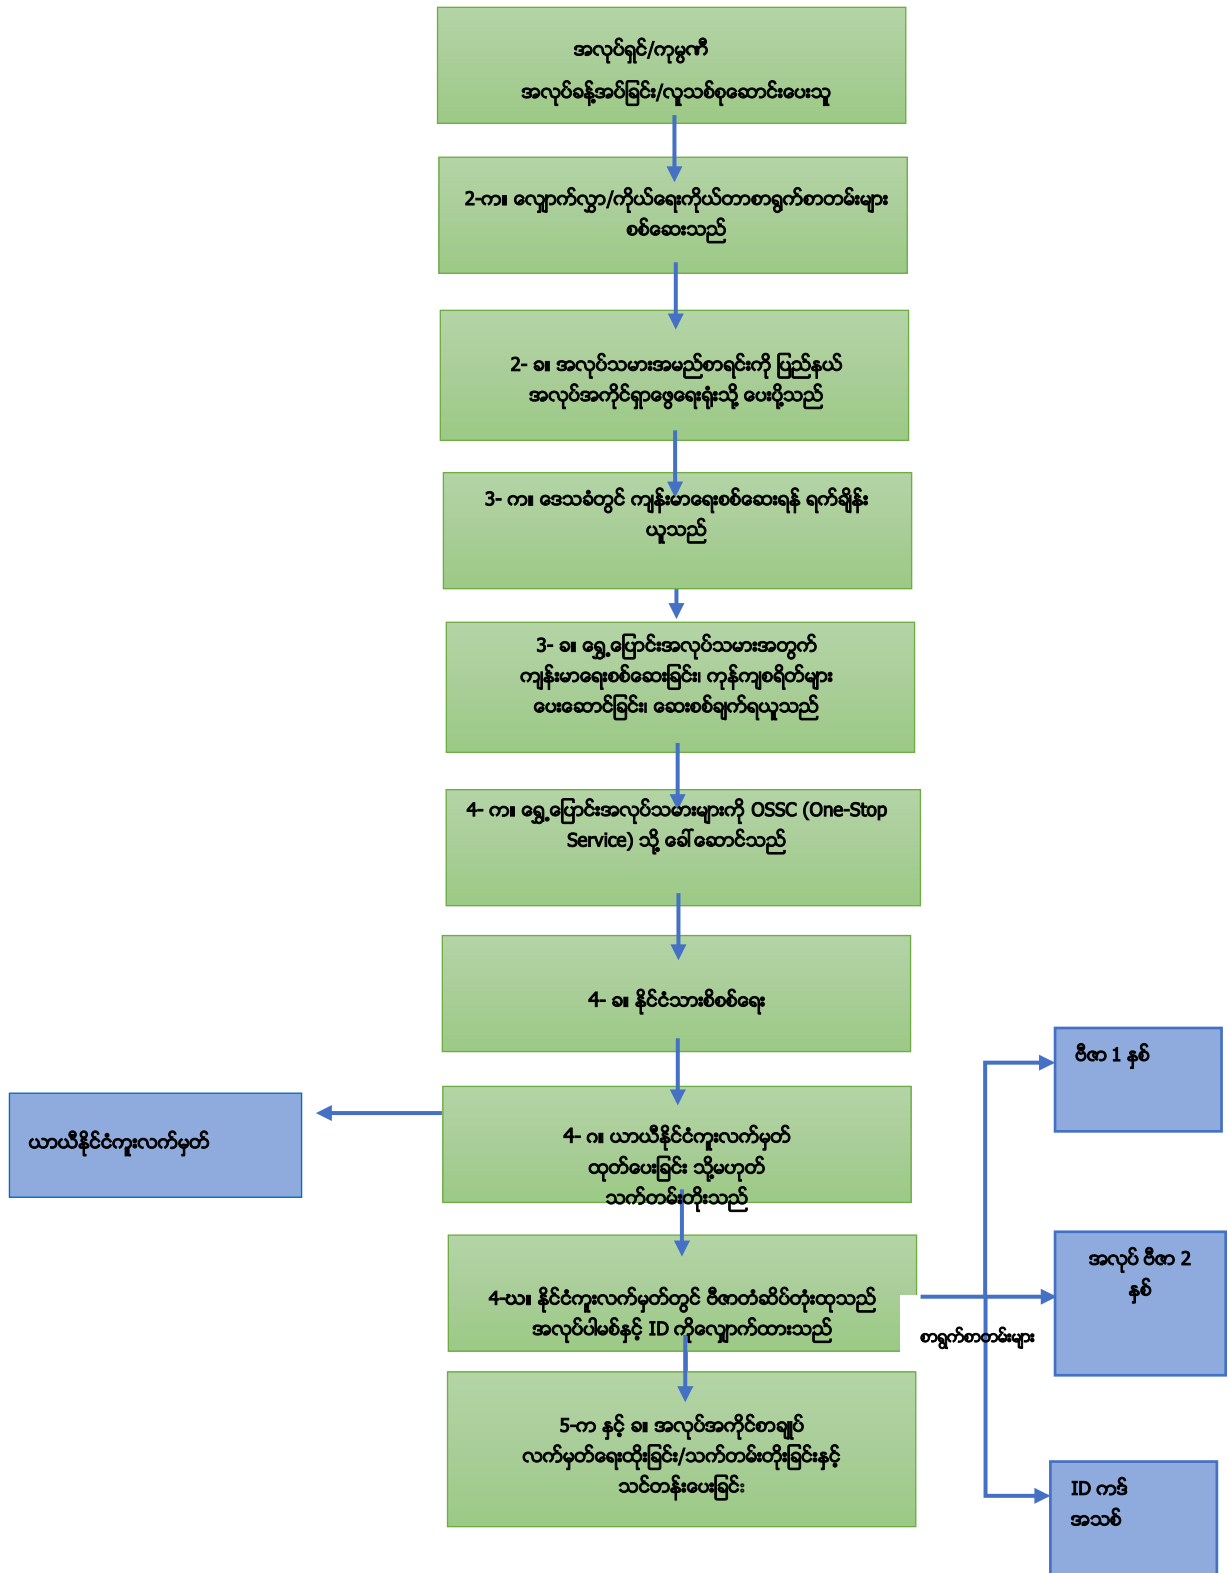 အလုပ်ရှင်/ကုမ္ပဏီ
အလုပ်ခန့်အပ်ခြင်း/လူသစ်စုဆောင်းပေးသူ
2-က။ လျှောက်လွှာ/ကိုယ်ရေးကိုယ်တာစာရွက်စာတမ်းများ
စစ်ဆေးသည်
2- ခ။ အလုပ်သမားအမည်စာရင်းကို ပြည်နယ်
အလုပ်အကိုင်ရှာဖွေရေးရုံးသို့ ပေးပို့သည်
3- က။ ဒေသခံတွင် ကျန်းမာရေးစစ်ဆေးရန် ရက်ချိန်း
ယူသည်
3- ခ။ ရွှေ့ပြောင်းအလုပ်သမားအတွက်
ကျန်းမာရေးစစ်ဆေးခြင်း၊ ကုန်ကျစရိတ်များ
ပေးဆောင်ခြင်း၊ ဆေးစစ်ချက်ရယူသည်
4- က။ ရွှေ့ပြောင်းအလုပ်သမားများကို OSSC (One-Stop
Service) သို့ ခေါ်ဆောင်သည်
4- ခ။ နိုင်ငံသားစိစစ်ရေး
ဗီဇာ 1 နှစ်
ယာယီနိုင်ငံကူးလက်မှတ်
4- ဂ။ ယာယီနိုင်ငံကူးလက်မှတ်
ထုတ်ပေးခြင်း သို့မဟုတ်
သက်တမ်းတိုးသည်
အလုပ် ဗီဇာ 2
နှစ်
4-ဃ။ နိုင်ငံကူးလက်မှတ်တွင် ဗီဇာတံဆိပ်တုံးထုသည်
အလုပ်ပါမစ်နှင့် ID ကိုလျှောက်ထားသည်
စာရွက်စာတမ်းများ
5-က နှင့် ခ။ အလုပ်အကိုင်စာချုပ်
လက်မှတ်ရေးထိုးခြင်း/သက်တမ်းတိုးခြင်းနှင့်
သင်တန်းပေးခြင်း
ID ကဒ်
အသစ်